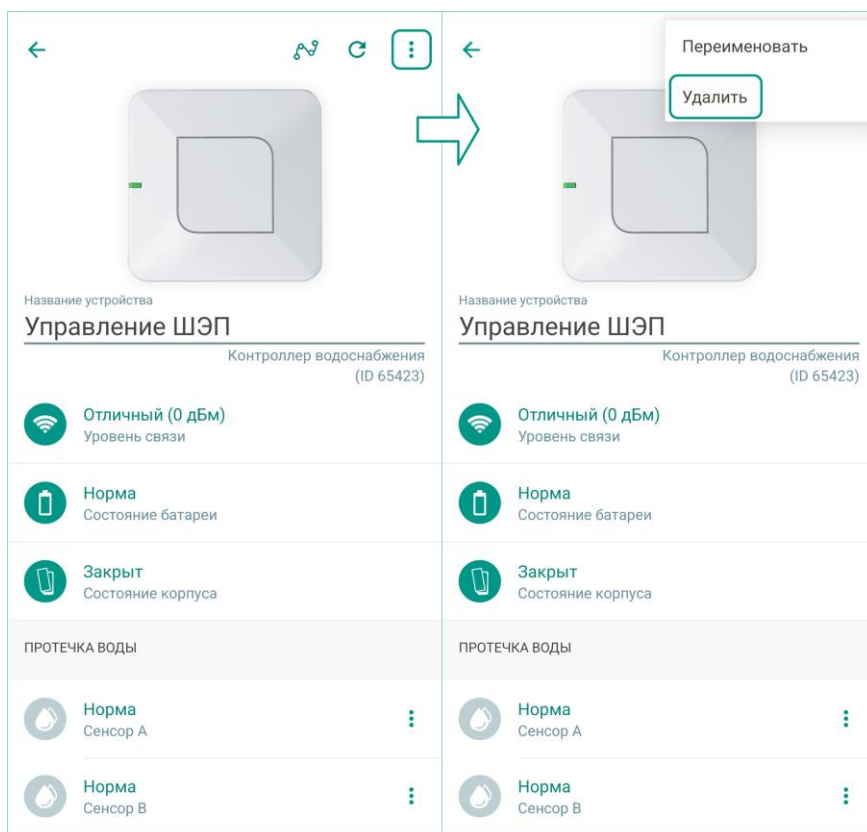 Название устройства
Управление ШЭП
Контроллер водоснабжения
(ID 65423)
Отличный (0 дБм)
Уровень связи
Норма
Состояние батареи
Закрыт
Состояние корпуса
ПРОТЕЧКА ВОДЫ
Норма
Сенсор A
Норма
Сенсор B
Переименовать
Удалить
Название устройства
Управление ШЭП
Контроллер водоснабжения
(ID 65423)
Отличный (0 дБм)
Уровень связи
Норма
Состояние батареи
Закрыт
Состояние корпуса
ПРОТЕЧКА ВОДЫ
Норма
Сенсор A
Норма
Сенсор B